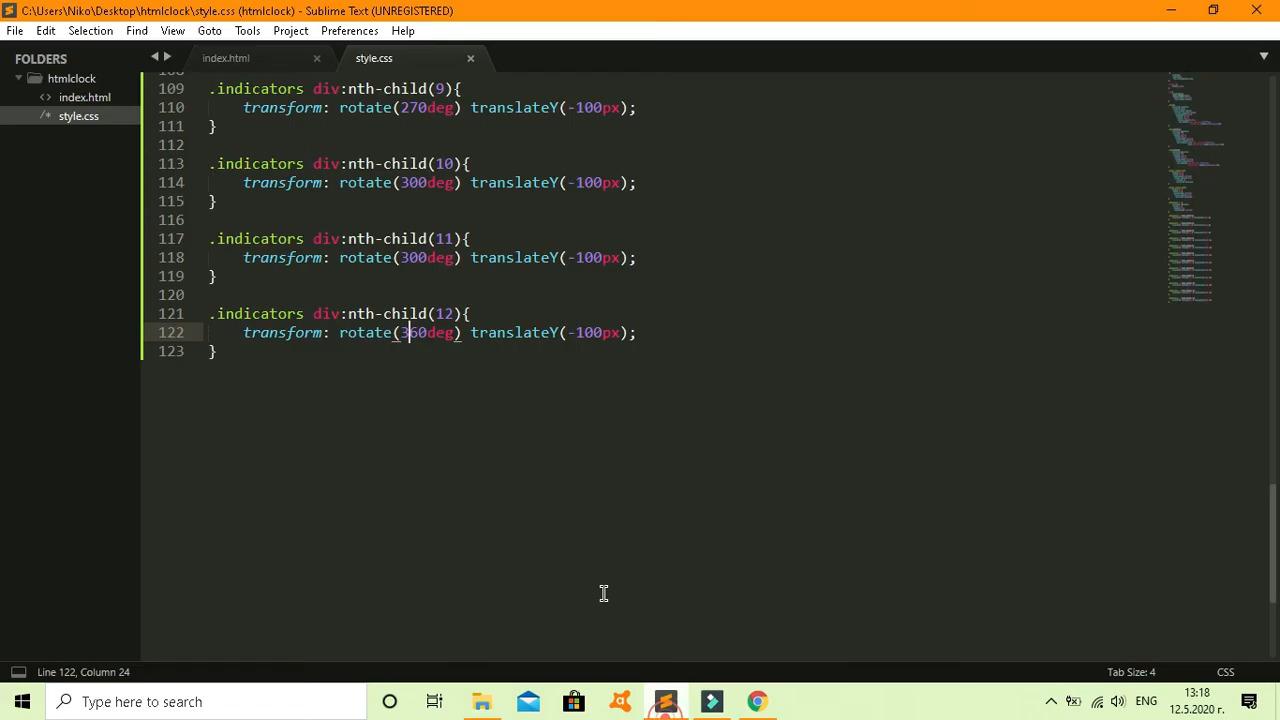 C:\Users\Niko\Desktop\htmlclock\style.css (htmlclock) - Sublime Text (UNREGISTERED)
File Edit Selection Find View Goto Tools Project Preferences Help
FOLDERS
htmlclock
index.html
style.css
index.html
style.css
108
109 .indicators div:nth-child(9){
110 transform: rotate(270deg) translateY(-100px);
111 }
112
113 .indicators div:nth-child(10){
114 transform: rotate(300deg) translateY(-100px);
115 }
116
117 .indicators div:nth-child(11){
118 transform: rotate(300deg) translateY(-100px);
119 }
120
121 .indicators div:nth-child(12){
122 transform: rotate(360deg) translateY(-100px);
123 }
Line 122, Column 24
Tab Size: 4
CSS
Type here to search
ENG
13:18
12.5.2020 г.